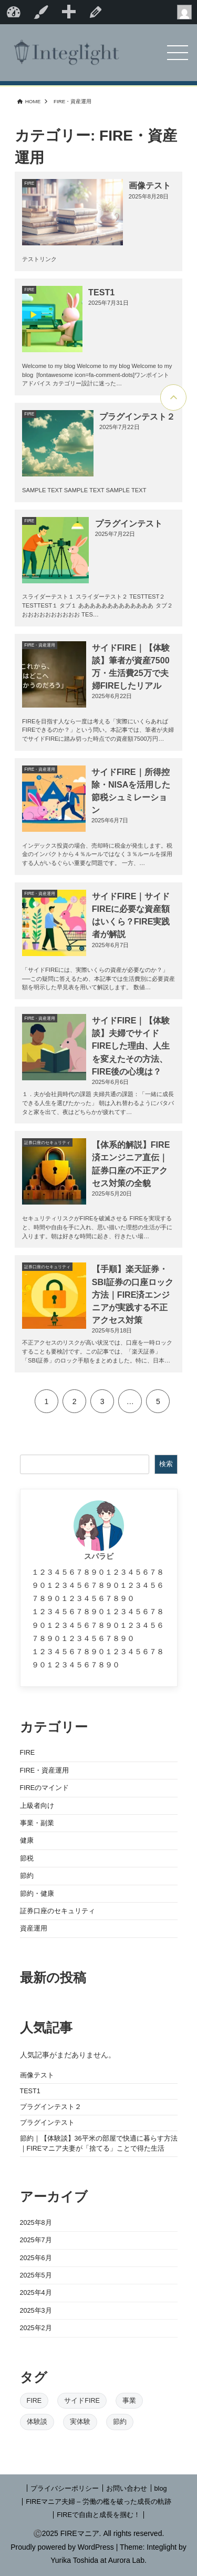 Integlight
HOME
FIRE・資産運用
カテゴリー: FIRE・資産
運用
FIRE
画像テスト
2025年8月28日
テストリンク
FIRE
TEST1
2025年7月31日
Welcome to my blog Welcome to my blog Welcome to my
blog [fontawesome icon=fa-comment-dots]ワンポイント
アドバイス カテゴリー設計に迷った…
FIRE
プラグインテスト２
2025年7月22日
SAMPLE TEXT SAMPLE TEXT SAMPLE TEXT
FIRE
プラグインテスト
2025年7月22日
スライダーテスト１ スライダーテスト２ TESTTEST２
TESTTEST１ タブ１ ああああああああああああああ タブ２
おおおおおおおおおお TES…
FIRE・資産運用
これから、
はどこへ
かうのだろう」
サイドFIRE｜【体験
談】筆者が資産7500
万・生活費25万で夫
婦FIREしたリアル
2025年6月22日
FIREを目指す人なら一度は考える「実際にいくらあれば
FIREできるのか？」という問い。本記事では、筆者が夫婦
でサイドFIREに踏み切った時点での資産額7500万円…
FIRE・資産運用
サイドFIRE｜所得控
除・NISAを活用した
節税シュミレーショ
ン
2025年6月7日
インデックス投資の場合、売却時に税金が発生します。税
金のインパクトから４％ルールではなく３％ルールを採用
する人がいるぐらい重要な問題です。 一方、…
FIRE・資産運用
サイドFIRE｜サイド
FIREに必要な資産額
はいくら？FIRE実践
者が解説
2025年6月7日
「サイドFIREには、実際いくらの資産が必要なのか？」
──この疑問に答えるため、本記事では生活費別に必要資産
額を明示した早見表を用いて解説します。 数値…
FIRE・資産運用
サイドFIRE｜【体験
談】夫婦でサイド
FIREした理由、人生
を変えたその方法、
FIRE後の心境は？
2025年6月6日
１．夫が会社員時代の課題 夫婦共通の課題：「一緒に成長
できる人生を選びたかった」 朝は入れ替わるようにバタバ
タと家を出て、夜はどちらかが疲れてす…
証券口座のセキュリティ
【体系的解説】FIRE
済エンジニア直伝｜
証券口座の不正アク
セス対策の全貌
2025年5月20日
セキュリティリスクがFIREを破滅させる FIREを実現する
と、時間や自由を手に入れ、思い描いた理想の生活が手に
入ります。朝は好きな時間に起き、行きたい場…
証券口座のセキュリティ
【手順】楽天証券・
SBI証券の口座ロック
方法｜FIRE済エンジ
ニアが実践する不正
アクセス対策
2025年5月18日
不正アクセスのリスクが高い状況では、口座を一時ロック
することも要検討です。この記事では、「楽天証券」
「SBI証券」のロック手順をまとめました。特に、日本…
1
2
3
…
5
検索
スパラビ
１２３４５６７８９０１２３４５６７８
９０１２３４５６７８９０１２３４５６
７８９０１２３４５６７８９０
１２３４５６７８９０１２３４５６７８
９０１２３４５６７８９０１２３４５６
７８９０１２３４５６７８９０
１２３４５６７８９０１２３４５６７８
９０１２３４５６７８９０
カテゴリー
FIRE
FIRE・資産運用
FIREのマインド
上級者向け
事業・副業
健康
節税
節約
節約・健康
証券口座のセキュリティ
資産運用
最新の投稿
人気記事
人気記事がまだありません。
画像テスト
TEST1
プラグインテスト２
プラグインテスト
節約｜【体験談】36平米の部屋で快適に暮らす方法
｜FIREマニア夫妻が「捨てる」ことで得た生活
アーカイブ
2025年8月
2025年7月
2025年6月
2025年5月
2025年4月
2025年3月
2025年2月
タグ
FIRE
サイドFIRE
事業
体験談
実体験
節約
| プライバシーポリシー | お問い合わせ | blog
| FIREマニア夫婦 – 労働の檻を破った成長の軌跡
| FIREで自由と成長を掴む！ |
Ⓒ2025 FIREマニア. All rights reserved.
Proudly powered by WordPress | Theme: Integlight by
Yurika Toshida at Aurora Lab.